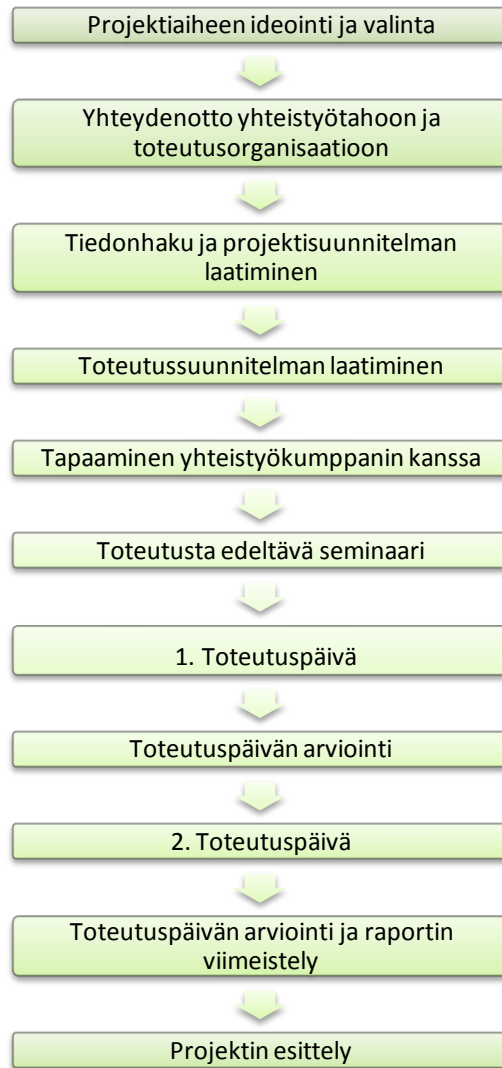 Projektiaiheen ideointi ja valinta
Yhteydenotto yhteistyötahoon ja
toteutusorganisaatioon
Tiedonhaku ja projektisuunnitelman
laatiminen
Toteutussuunnitelman laatiminen
Tapaaminen yhteistyökumppanin kanssa
Toteutusta edeltävä seminaari
1. Toteutuspäivä
Toteutuspäivän arviointi
2. Toteutuspäivä
Toteutuspäivän arviointi ja raportin
viimeistely
Projektin esittely